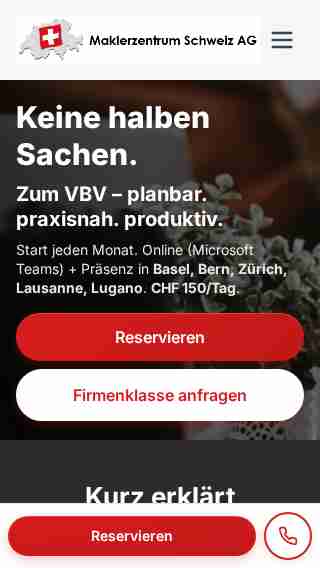 Maklerzentrum Schweiz AG
Keine halben
Sachen.
Zum VBV – planbar.
praxisnah. produktiv.
Start jeden Monat. Online (Microsoft
Teams) + Präsenz in Basel, Bern, Zürich,
Lausanne, Lugano. CHF 150/Tag.
Reservieren
Firmenklasse anfragen
Kurz erklärt
Reservieren